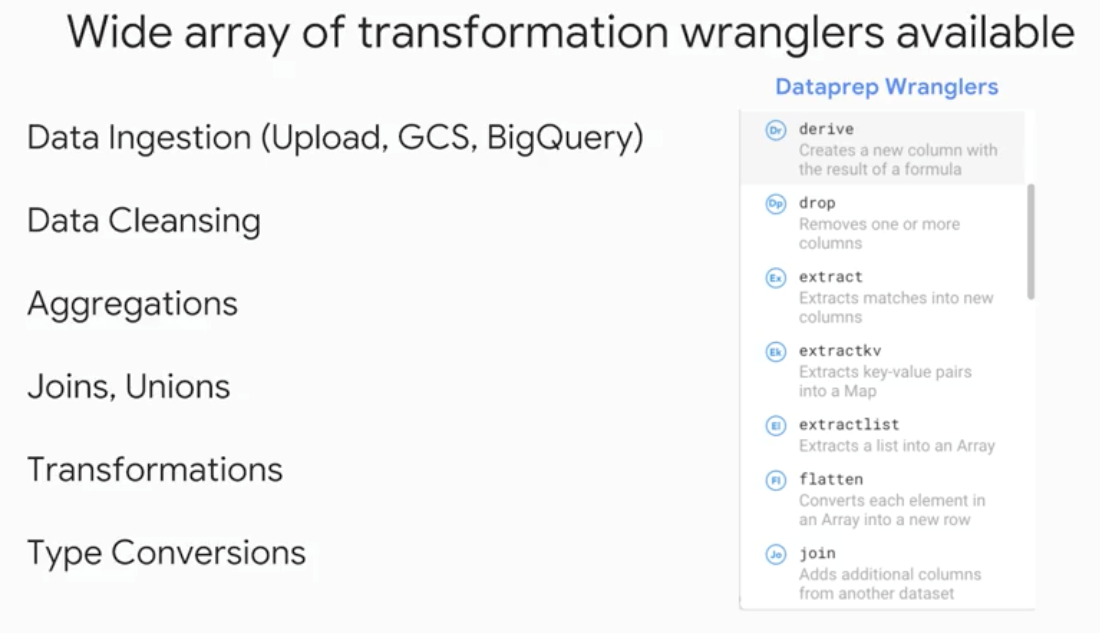 Wide array of transformation wranglers available
Data Ingestion (Upload, GCS, BigQuery)
Data Cleansing
Aggregations
Joins, Unions
Transformations
Type Conversions
Dataprep Wranglers
Dr derive
Creates a new column with
the result of a formula
Dp drop
Removes one or more
columns
Ex extract
Extracts matches into new
columns
Ek extractkv
Extracts key-value pairs
into a Map
El extractlist
Extracts a list into an Array
Fl flatten
Converts each element in
an Array into a new row
Jo join
Adds additional columns
from another dataset